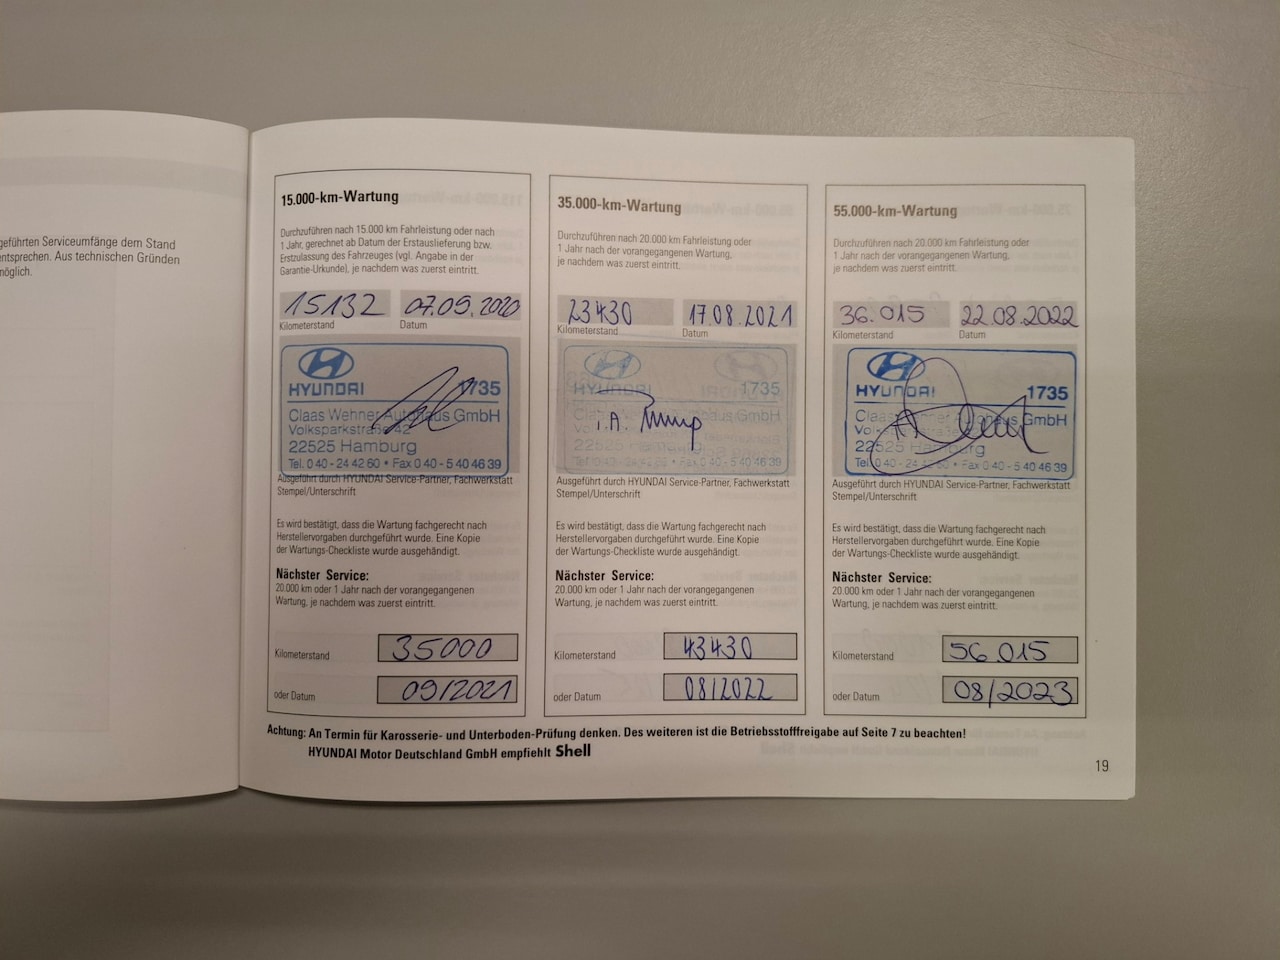 geführten Serviceumfänge dem Stand
entsprechen. Aus technischen Gründen
möglich.
15.000-km-Wartung
Durchzuführen nach 15.000 km Fahrleistung oder nach
1 Jahr, gerechnet ab Datum der Erstauslieferung bzw.
Erstzulassung des Fahrzeuges (vgl. Angabe in der
Garantie-Urkunde), je nachdem was zuerst eintritt.
15132 07.09.2020
Kilometerstand Datum
HYUNDAI 1735
Claas Wehner Autohaus GmbH
Volksparkstraße 42
22525 Hamburg
Tel. 0 40 - 24 42 60 • Fax 0 40 - 5 40 46 39
Ausgeführt durch HYUNDAI Service-Partner, Fachwerkstatt
Stempel/Unterschrift
Es wird bestätigt, dass die Wartung fachgerecht nach
Herstellervorgaben durchgeführt wurde. Eine Kopie
der Wartungs-Checkliste wurde ausgehändigt.
Nächster Service:
20.000 km oder 1 Jahr nach der vorangegangenen
Wartung, je nachdem was zuerst eintritt.
Kilometerstand 35000
oder Datum 09/2021
35.000-km-Wartung
Durchzuführen nach 20.000 km Fahrleistung oder
1 Jahr nach der vorangegangenen Wartung,
je nachdem was zuerst eintritt.
23430 17.08.2021
Kilometerstand Datum
HYUNDAI 1735
i.A.
22525 Hamburg
Tel. 0 40 - 24 42 60 • Fax 0 40 - 5 40 46 39
Ausgeführt durch HYUNDAI Service-Partner, Fachwerkstatt
Stempel/Unterschrift
Es wird bestätigt, dass die Wartung fachgerecht nach
Herstellervorgaben durchgeführt wurde. Eine Kopie
der Wartungs-Checkliste wurde ausgehändigt.
Nächster Service:
20.000 km oder 1 Jahr nach der vorangegangenen
Wartung, je nachdem was zuerst eintritt.
Kilometerstand 43430
oder Datum 08/2022
55.000-km-Wartung
Durchzuführen nach 20.000 km Fahrleistung oder
1 Jahr nach der vorangegangenen Wartung,
je nachdem was zuerst eintritt.
36.015 22.08.2022
Kilometerstand Datum
HYUNDAI 1735
Claas Wehner Autohaus GmbH
22525 Hamburg
Tel. 0 40 - 24 42 60 • Fax 0 40 - 5 40 46 39
Ausgeführt durch HYUNDAI Service-Partner, Fachwerkstatt
Stempel/Unterschrift
Es wird bestätigt, dass die Wartung fachgerecht nach
Herstellervorgaben durchgeführt wurde. Eine Kopie
der Wartungs-Checkliste wurde ausgehändigt.
Nächster Service:
20.000 km oder 1 Jahr nach der vorangegangenen
Wartung, je nachdem was zuerst eintritt.
Kilometerstand 56.015
oder Datum 08/2023
Achtung: An Termin für Karosserie- und Unterboden-Prüfung denken. Des weiteren ist die Betriebsstofffreigabe auf Seite 7 zu beachten!
HYUNDAI Motor Deutschland GmbH empfiehlt Shell
19